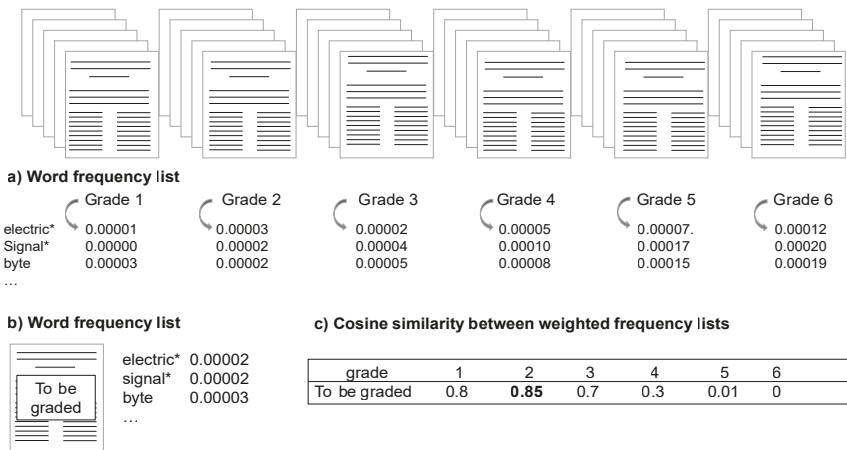 a) Word frequency list
Grade 1 Grade 2 Grade 3 Grade 4 Grade 5 Grade 6
electric* 0.00001 0.00003 0.00002 0.00005 0.00007. 0.00012
Signal* 0.00000 0.00002 0.00004 0.00010 0.00017 0.00020
byte 0.00003 0.00002 0.00005 0.00008 0.00015 0.00019
...
b) Word frequency list
To be
graded
electric* 0.00002
signal* 0.00002
byte 0.00003
...
c) Cosine similarity between weighted frequency lists
grade 1 2 3 4 5 6
To be graded 0.8 0.85 0.7 0.3 0.01 0